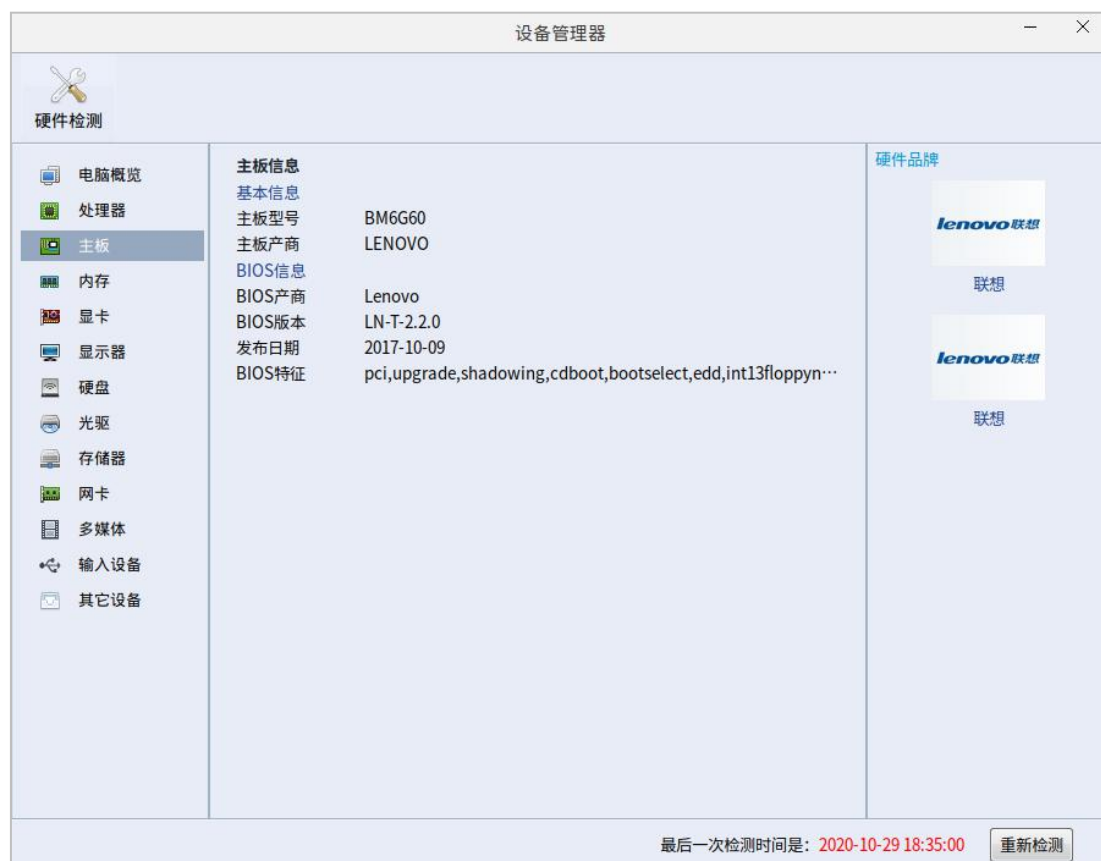 设备管理器
硬件检测
电脑概览
处理器
主板
内存
显卡
显示器
硬盘
光驱
存储器
网卡
多媒体
输入设备
其它设备
主板信息
基本信息
主板型号 BM6G60
主板产商 LENOVO
BIOS信息
BIOS产商 Lenovo
BIOS版本 LN-T-2.2.0
发布日期 2017-10-09
BIOS特征 pci,upgrade,shadowing,cdboot,bootselect,edd,int13floppyn…
硬件品牌
lenovo联想
联想
lenovo联想
联想
最后一次检测时间是：2020-10-29 18:35:00 重新检测